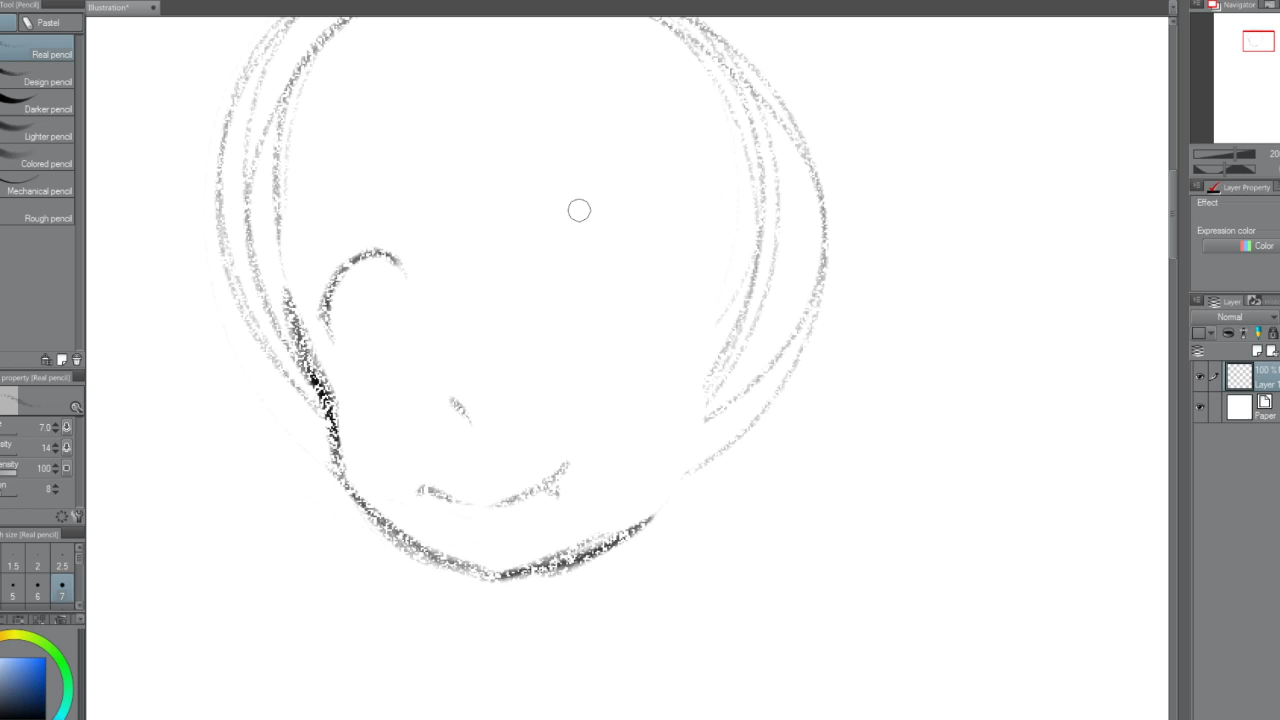 Tool [Pencil]
Pastel
Real pencil
Design pencil
Darker pencil
Lighter pencil
Colored pencil
Mechanical pencil
Rough pencil
property [Real pencil]
7.0
14
100
8
size [Real pencil]
1.5 2 2.5
5 6 7
Illustration*
Navigator
20
Layer Property
Effect
Expression color
Color
Layer
Normal
100 %
Layer 1
Paper